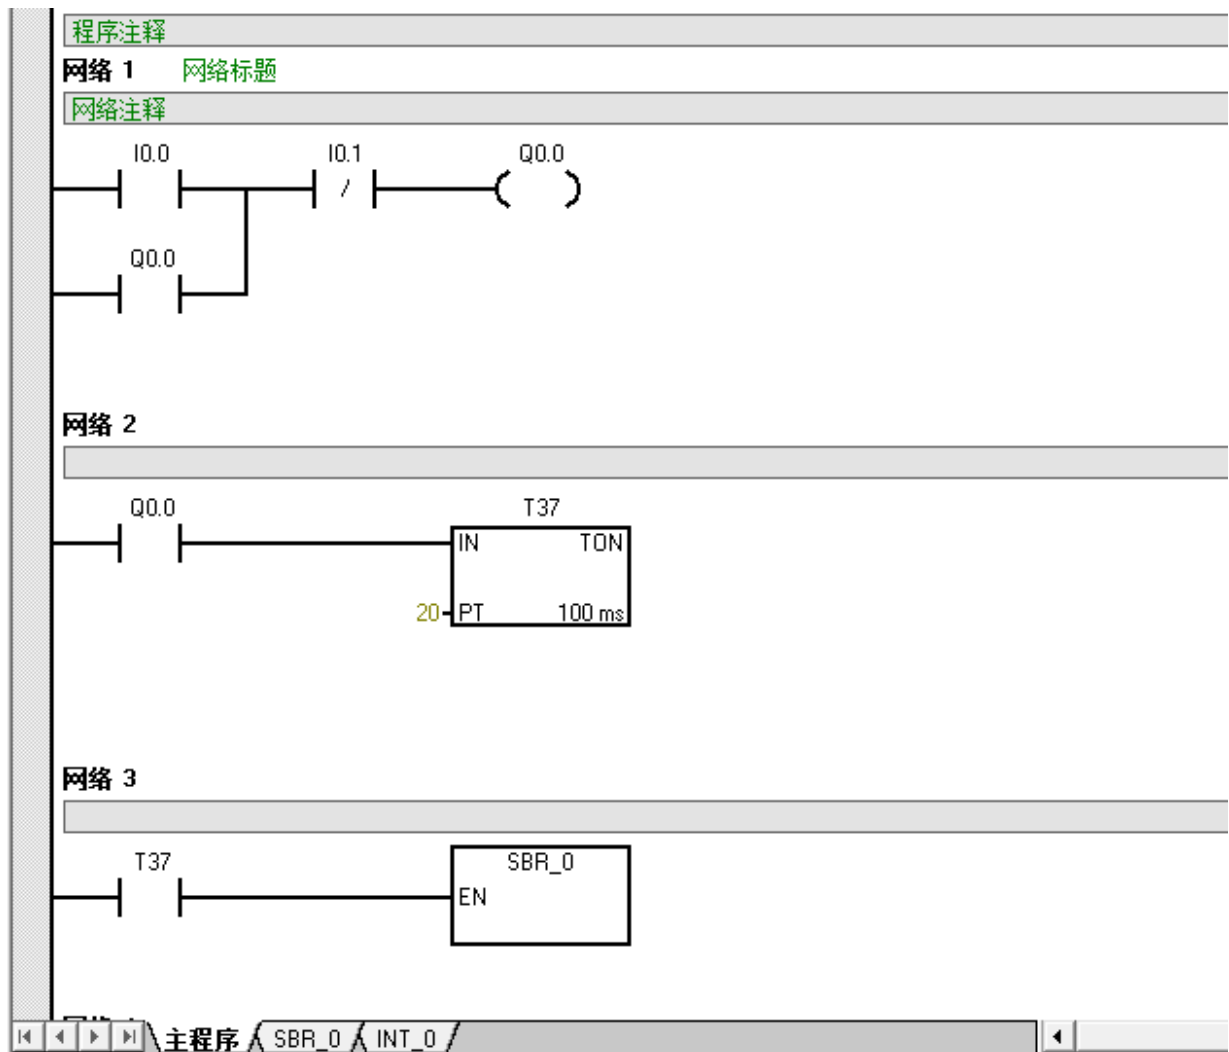 程序注释
网络 1 网络标题
网络注释
I0.0 I0.1 Q0.0
/
Q0.0
网络 2
Q0.0 T37
IN TON
20 PT 100 ms
网络 3
T37 SBR_0
EN
主程序 SBR_0 INT_0